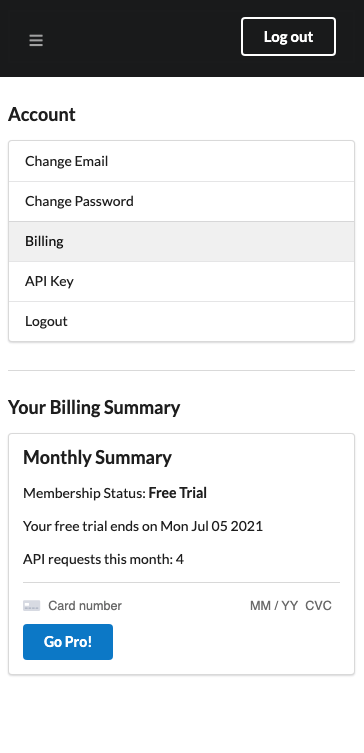 Log out
Account
Change Email
Change Password
Billing
API Key
Logout
Your Billing Summary
Monthly Summary
Membership Status: Free Trial
Your free trial ends on Mon Jul 05 2021
API requests this month: 4
Card number MM / YY CVC
Go Pro!